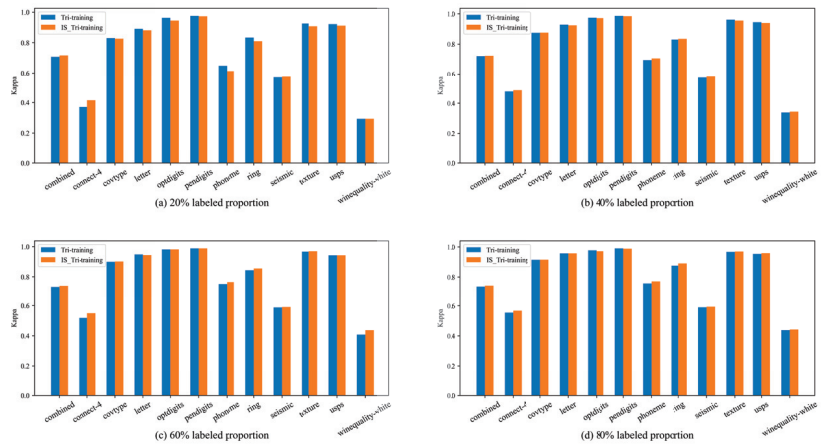 1.0
0.8
0.6
0.4
0.2
0.0
Kappa
Tri-training
IS_Tri-training
combined
connect-4
covtype
letter
optdigits
pendigits
phoneme
ring
seismic
texture
usps
winequality-white
(a) 20% labeled proportion
1.0
0.8
0.6
0.4
0.2
0.0
Kappa
Tri-training
IS_Tri-training
combined
connect-4
covtype
letter
optdigits
pendigits
phoneme
ring
seismic
texture
usps
winequality-white
(b) 40% labeled proportion
1.0
0.8
0.6
0.4
0.2
0.0
Kappa
Tri-training
IS_Tri-training
combined
connect-4
covtype
letter
optdigits
pendigits
phoneme
ring
seismic
texture
usps
winequality-white
(c) 60% labeled proportion
1.0
0.8
0.6
0.4
0.2
0.0
Kappa
Tri-training
IS_Tri-training
combined
connect-4
covtype
letter
optdigits
pendigits
phoneme
ring
seismic
texture
usps
winequality-white
(d) 80% labeled proportion